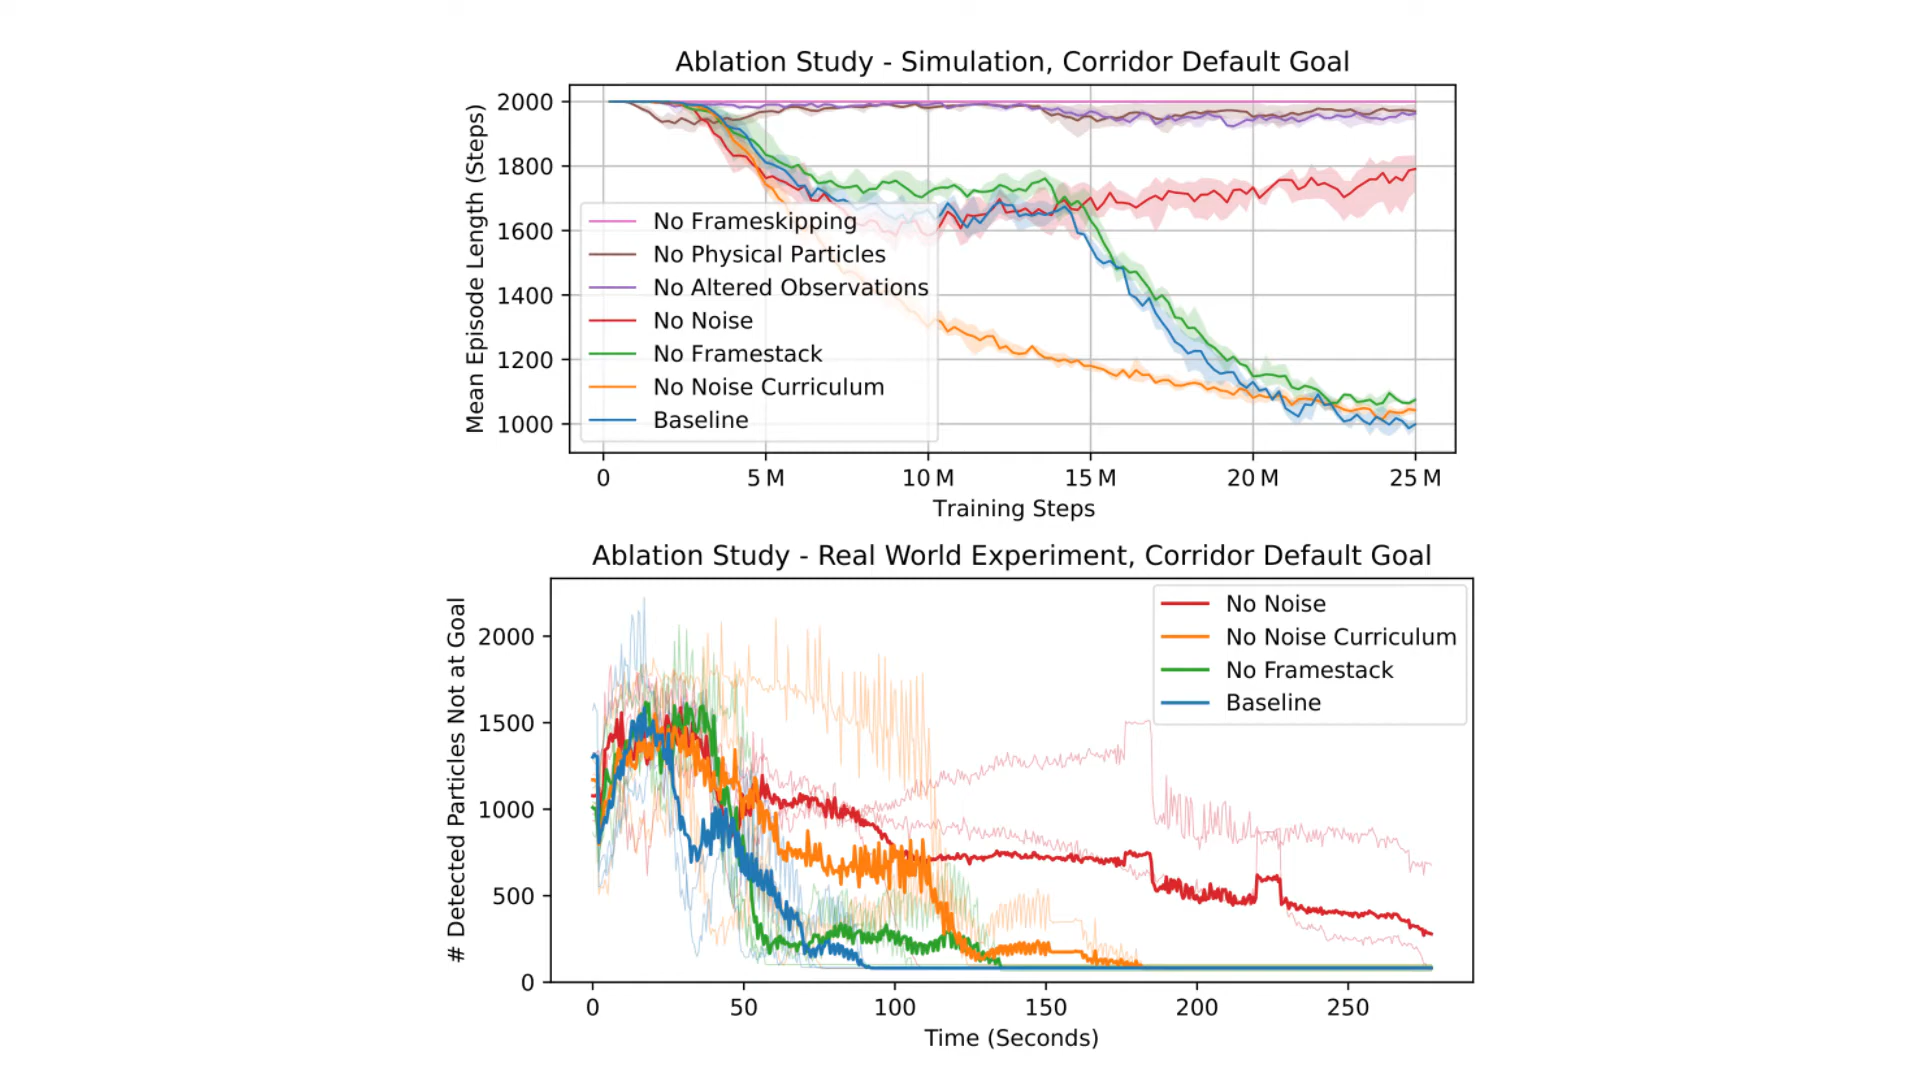 Ablation Study - Simulation, Corridor Default Goal
Mean Episode Length (Steps)
2000
1800
1600
1400
1200
1000
No Frameskipping
No Physical Particles
No Altered Observations
No Noise
No Framestack
No Noise Curriculum
Baseline
0
5 M
10 M
15 M
20 M
25 M
Training Steps
Ablation Study - Real World Experiment, Corridor Default Goal
# Detected Particles Not at Goal
2000
1500
1000
500
0
No Noise
No Noise Curriculum
No Framestack
Baseline
0
50
100
150
200
250
Time (Seconds)